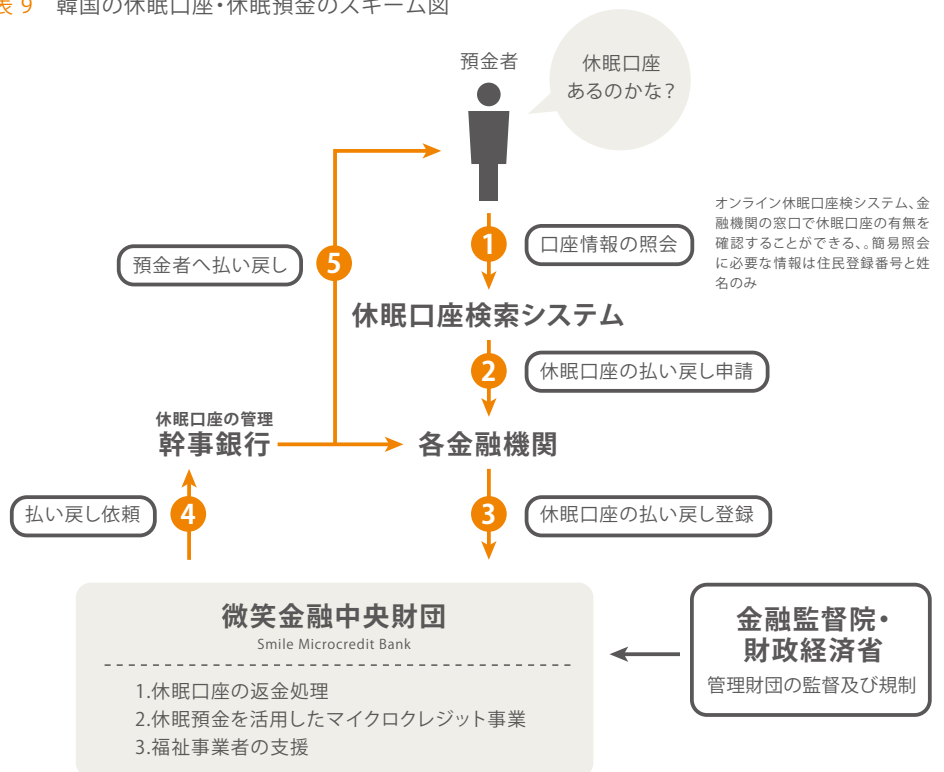 表 9 韓国の休眠口座・休眠預金のスキーム図
預金者
休眠口座
あるのかな?
1
口座情報の照会
オンライン休眠口座検システム、金
融機関の窓口で休眠口座の有無を
確認することができる、。簡易照会
に必要な情報は住民登録番号と姓
名のみ
預金者へ払い戻し
5
休眠口座検索システム
2
休眠口座の払い戻し申請
休眠口座の管理
幹事銀行
各金融機関
払い戻し依頼
4
3
休眠口座の払い戻し登録
微笑金融中央財団
Smile Microcredit Bank
1.休眠口座の返金処理
2.休眠預金を活用したマイクロクレジット事業
3.福祉事業者の支援
金融監督院・
財政経済省
管理財団の監督及び規制